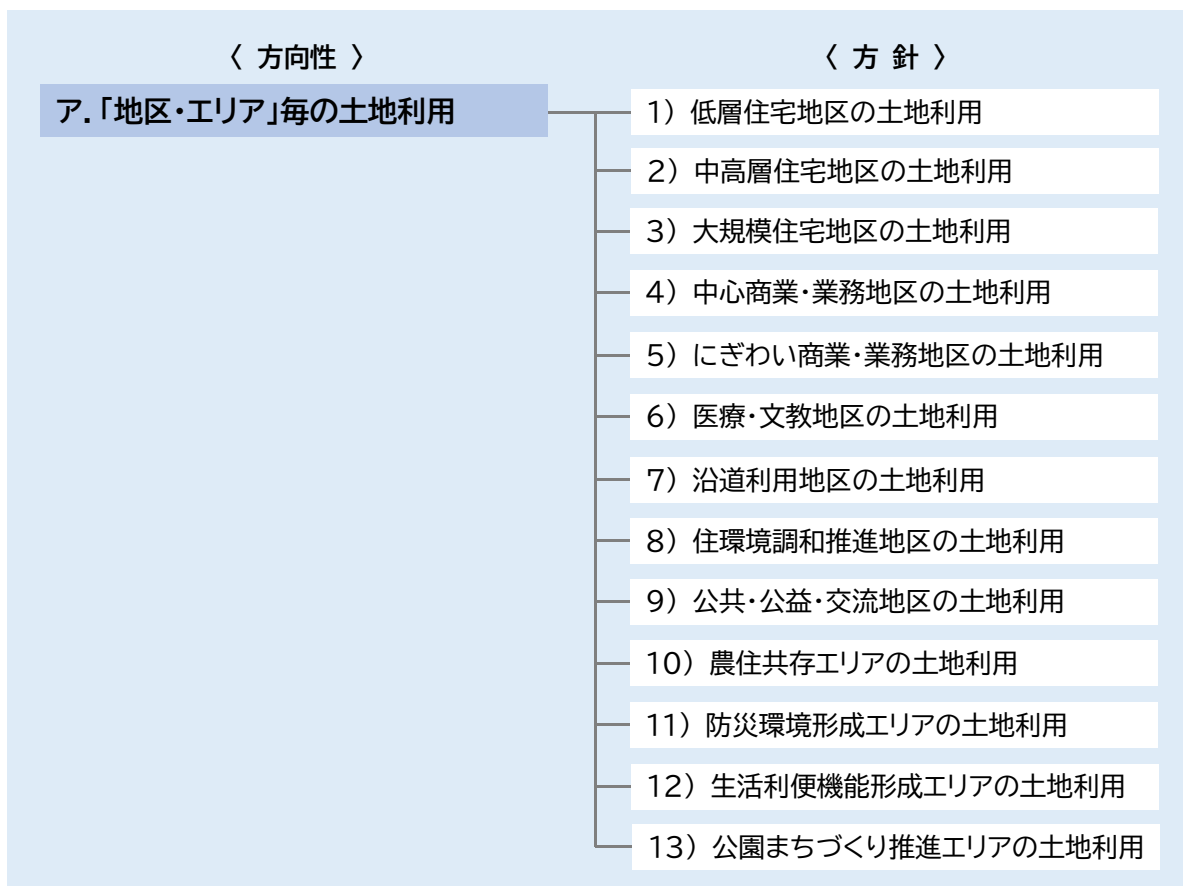 〈 方向性 〉
〈 方 針 〉
ア.「地区・エリア」毎の土地利用
1) 低層住宅地区の土地利用
2) 中高層住宅地区の土地利用
3) 大規模住宅地区の土地利用
4) 中心商業・業務地区の土地利用
5) にぎわい商業・業務地区の土地利用
6) 医療・文教地区の土地利用
7) 沿道利用地区の土地利用
8) 住環境調和推進地区の土地利用
9) 公共・公益・交流地区の土地利用
10) 農住共存エリアの土地利用
11) 防災環境形成エリアの土地利用
12) 生活利便機能形成エリアの土地利用
13) 公園まちづくり推進エリアの土地利用